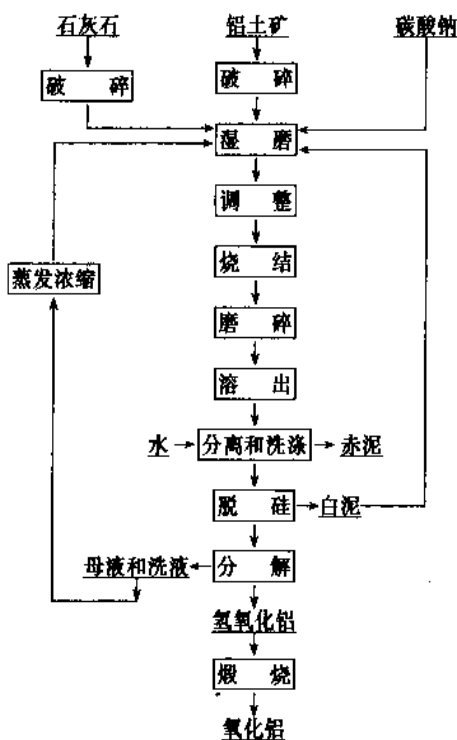 石灰石 铝土矿 碳酸钠
破碎 破碎
湿磨
调整
烧结
蒸发浓缩
磨碎
溶出
水 分离和洗涤 赤泥
脱硅 白泥
母液和洗液 分解
氢氧化铝
煅烧
氧化铝